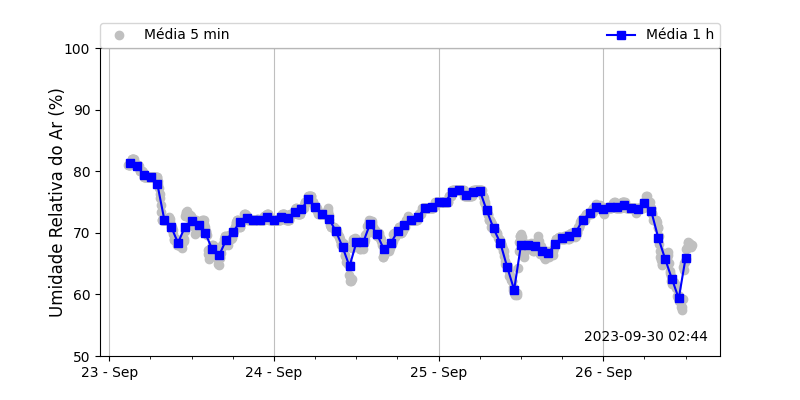 Média 5 min
Média 1 h
Umidade Relativa do Ar (%)
100
90
80
70
60
50
2023-09-30 02:44
23 - Sep
24 - Sep
25 - Sep
26 - Sep